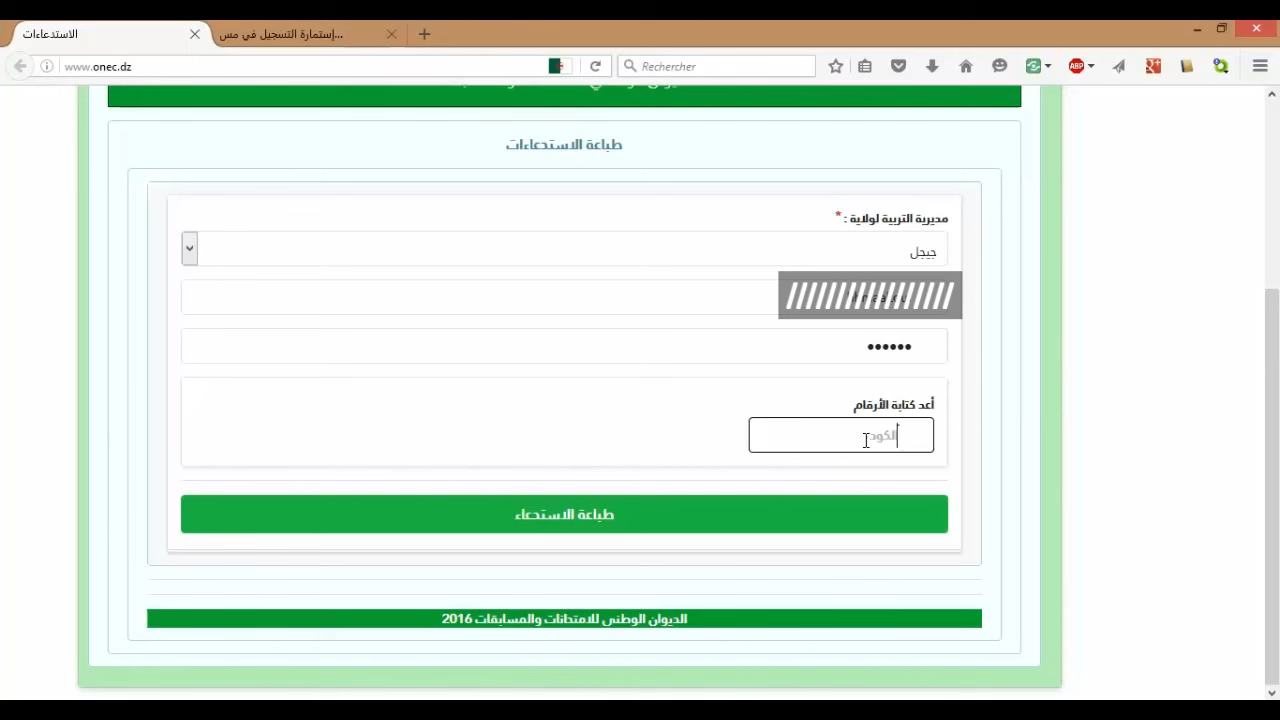 الاستدعاءات
إستمارة التسجيل في مس...
www.onec.dz
Rechercher
ABP
طباعة الاستدعاءات
مديرية التربية لولاية : *
جيجل
••••••
أعد كتابة الأرقام
الكود
طباعة الاستدعاء
الديوان الوطني للامتحانات والمسابقات 2016